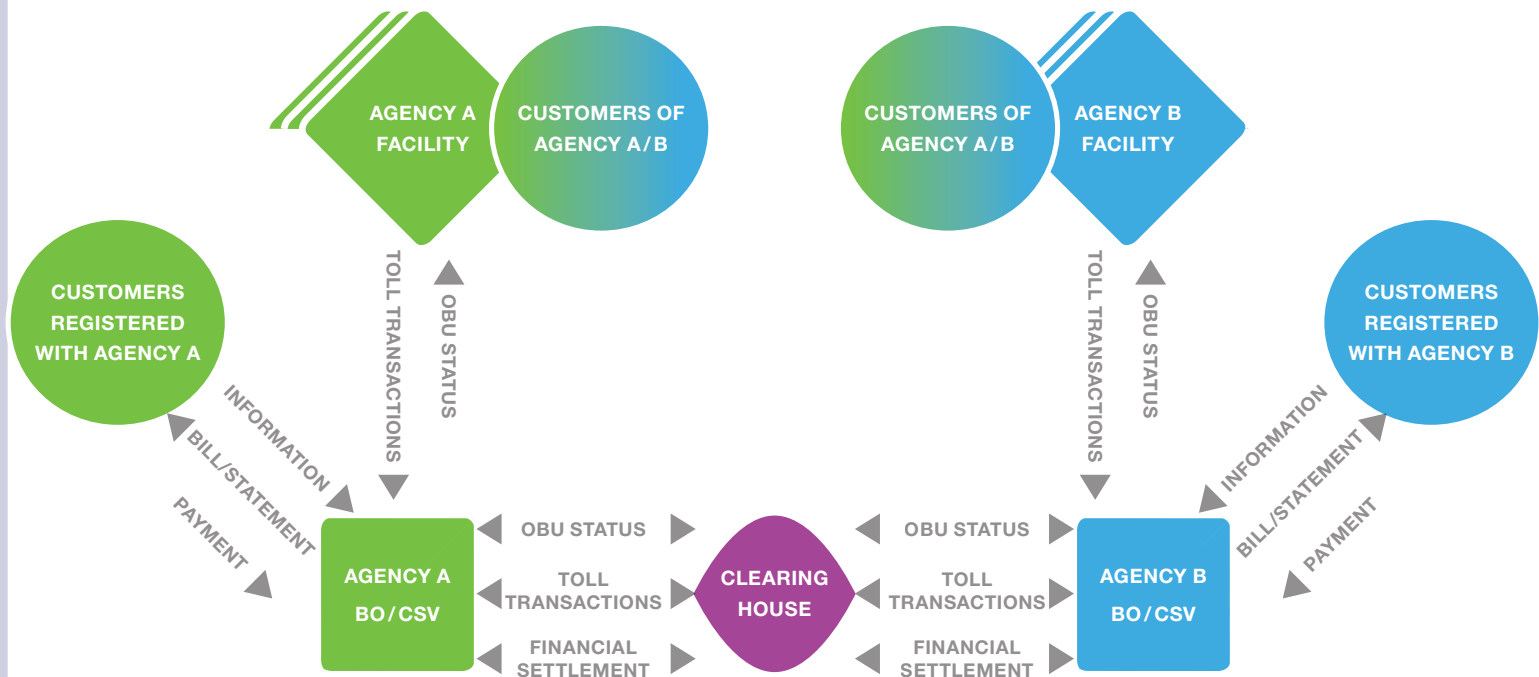 AGENCY A
FACILITY
CUSTOMERS OF
AGENCY A/B
CUSTOMERS OF
AGENCY A/B
AGENCY B
FACILITY
CUSTOMERS
REGISTERED
WITH AGENCY A
TOLL TRANSACTIONS
OBU STATUS
TOLL TRANSACTIONS
OBU STATUS
CUSTOMERS
REGISTERED
WITH AGENCY B
INFORMATION
BILL/STATEMENT
PAYMENT
INFORMATION
BILL/STATEMENT
PAYMENT
AGENCY A
BO/CSV
OBU STATUS
TOLL
TRANSACTIONS
FINANCIAL
SETTLEMENT
CLEARING
HOUSE
OBU STATUS
TOLL
TRANSACTIONS
FINANCIAL
SETTLEMENT
AGENCY B
BO/CSV